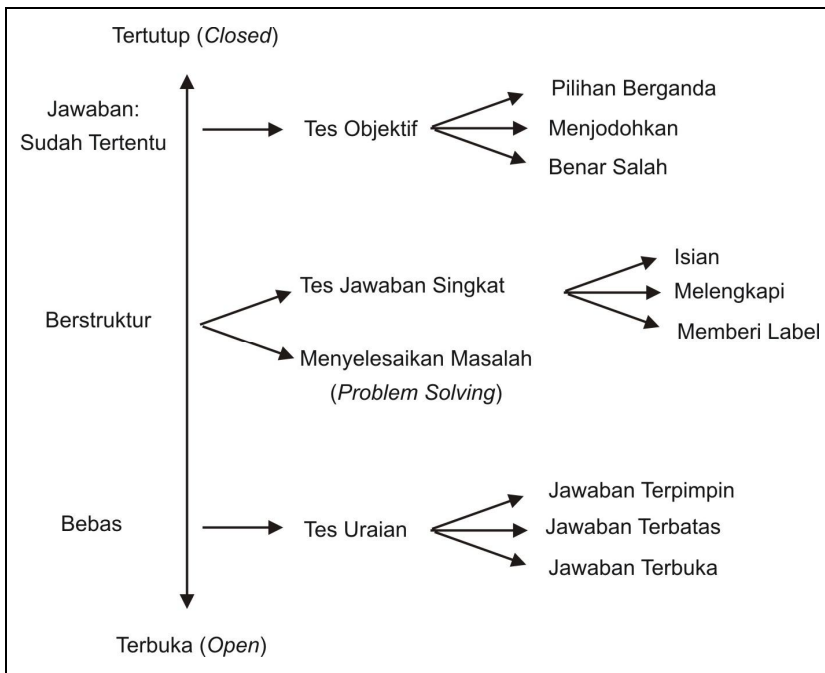 Tertutup (Closed)
Jawaban:
Sudah Tertentu
Tes Objektif
Pilihan Berganda
Menjodohkan
Benar Salah
Berstruktur
Tes Jawaban Singkat
Isian
Melengkapi
Memberi Label
Menyelesaikan Masalah
(Problem Solving)
Bebas
Tes Uraian
Jawaban Terpimpin
Jawaban Terbatas
Jawaban Terbuka
Terbuka (Open)